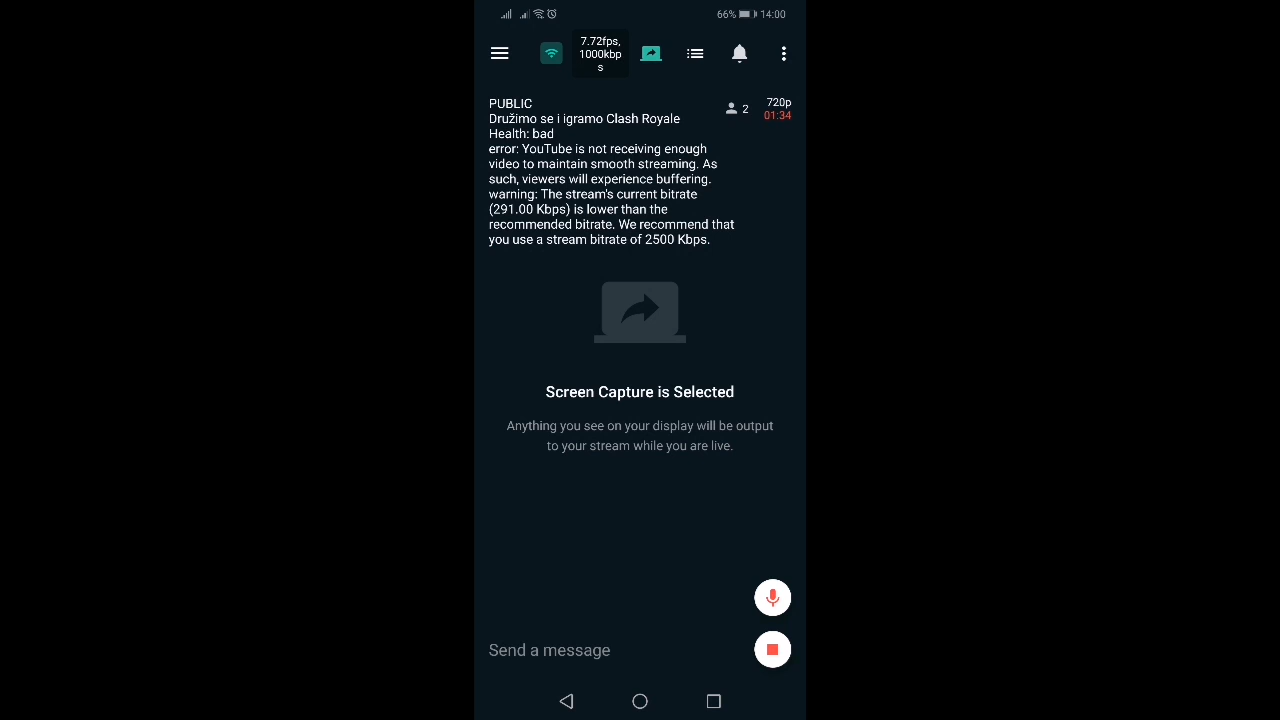 66% 14:00
7.72fps,
1000kbp
s
PUBLIC
Družimo se i igramo Clash Royale
Health: bad
error: YouTube is not receiving enough
video to maintain smooth streaming. As
such, viewers will experience buffering.
warning: The stream's current bitrate
(291.00 Kbps) is lower than the
recommended bitrate. We recommend that
you use a stream bitrate of 2500 Kbps.
2
720p
01:34
Screen Capture is Selected
Anything you see on your display will be output
to your stream while you are live.
Send a message